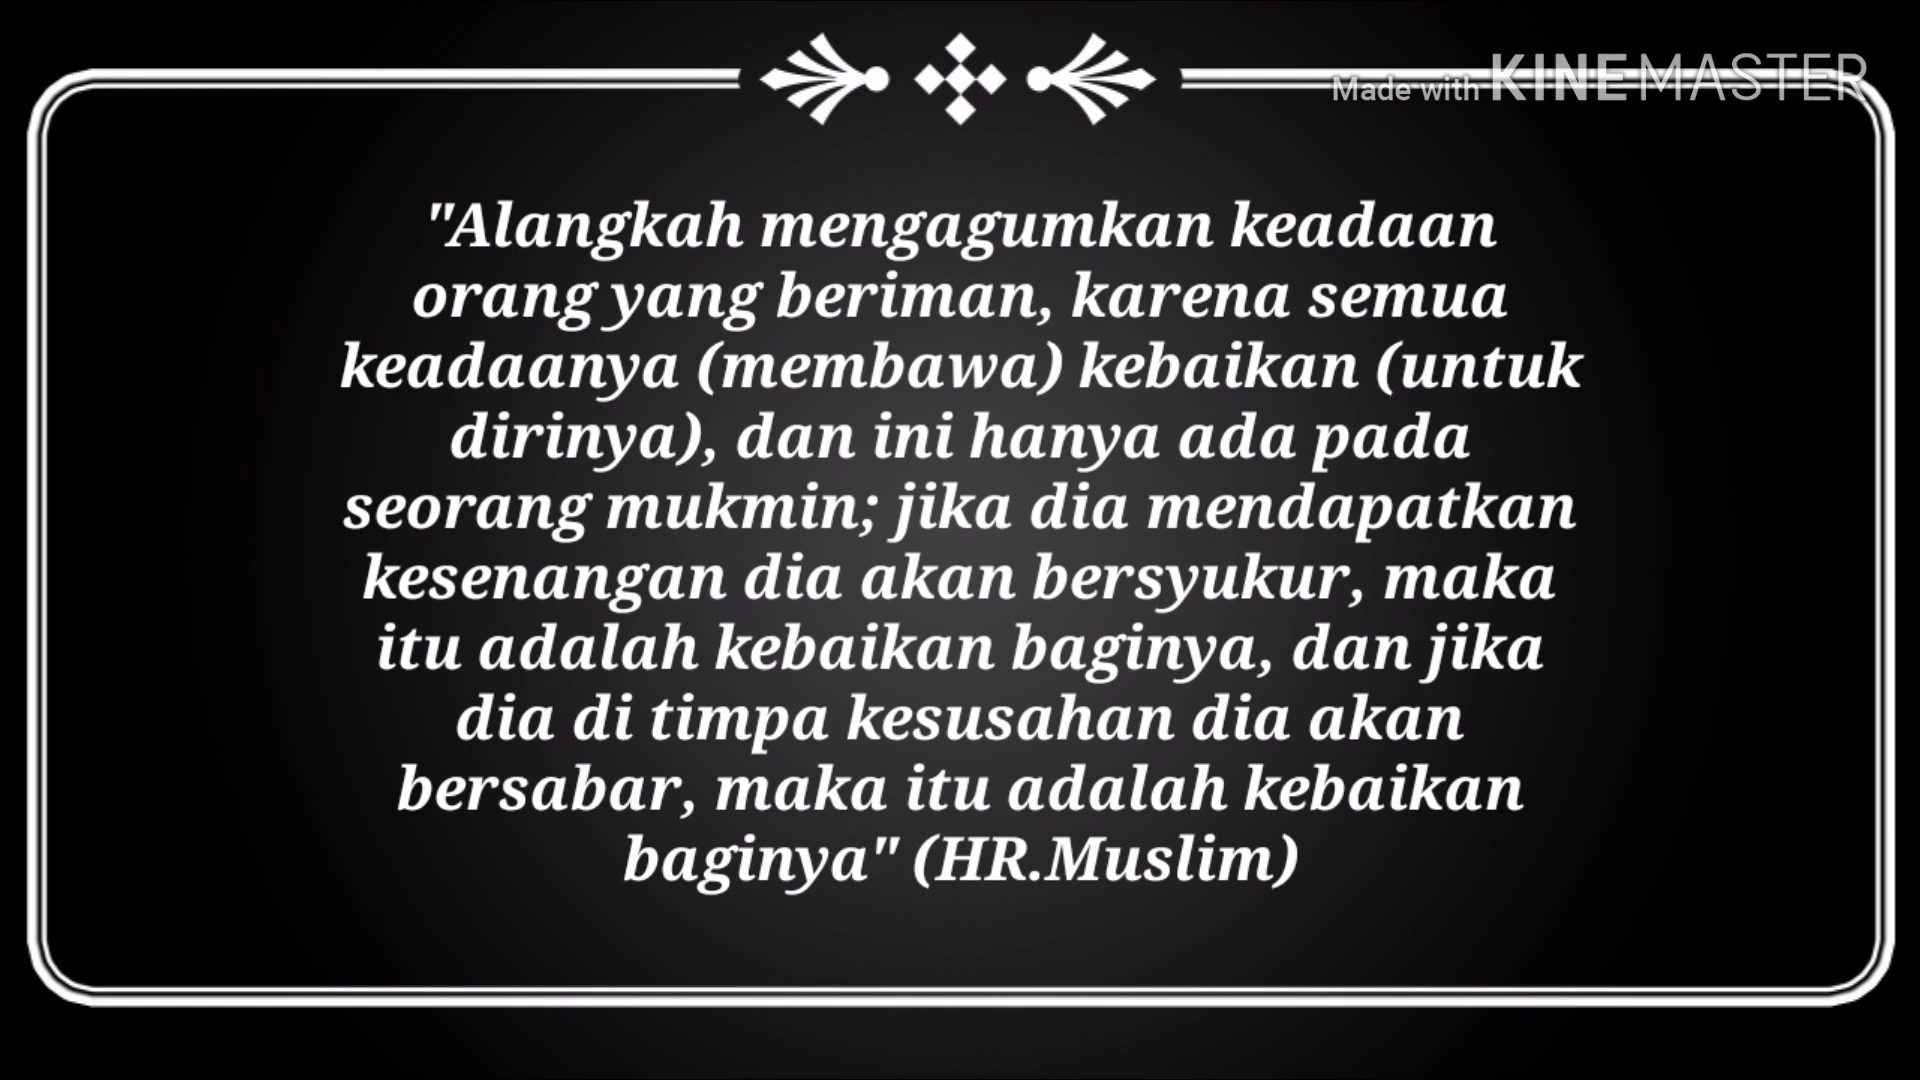 Made with KINEMASTER
"Alangkah mengagumkan keadaan
orang yang beriman, karena semua
keadaanya (membawa) kebaikan (untuk
dirinya), dan ini hanya ada pada
seorang mukmin; jika dia mendapatkan
kesenangan dia akan bersyukur, maka
itu adalah kebaikan baginya, dan jika
dia di timpa kesusahan dia akan
bersabar, maka itu adalah kebaikan
baginya" (HR.Muslim)